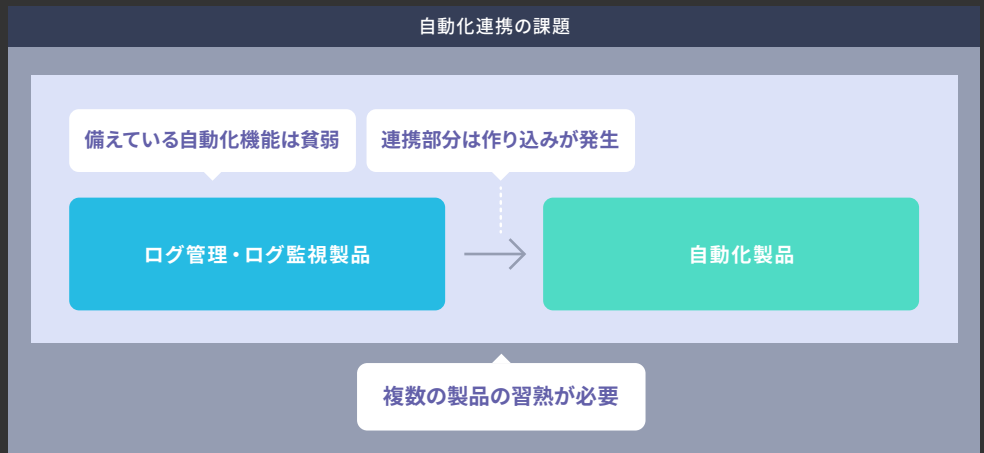 自動化連携の課題
備えている自動化機能は貧弱
連携部分は作り込みが発生
ログ管理・ログ監視製品
自動化製品
複数の製品の習熟が必要